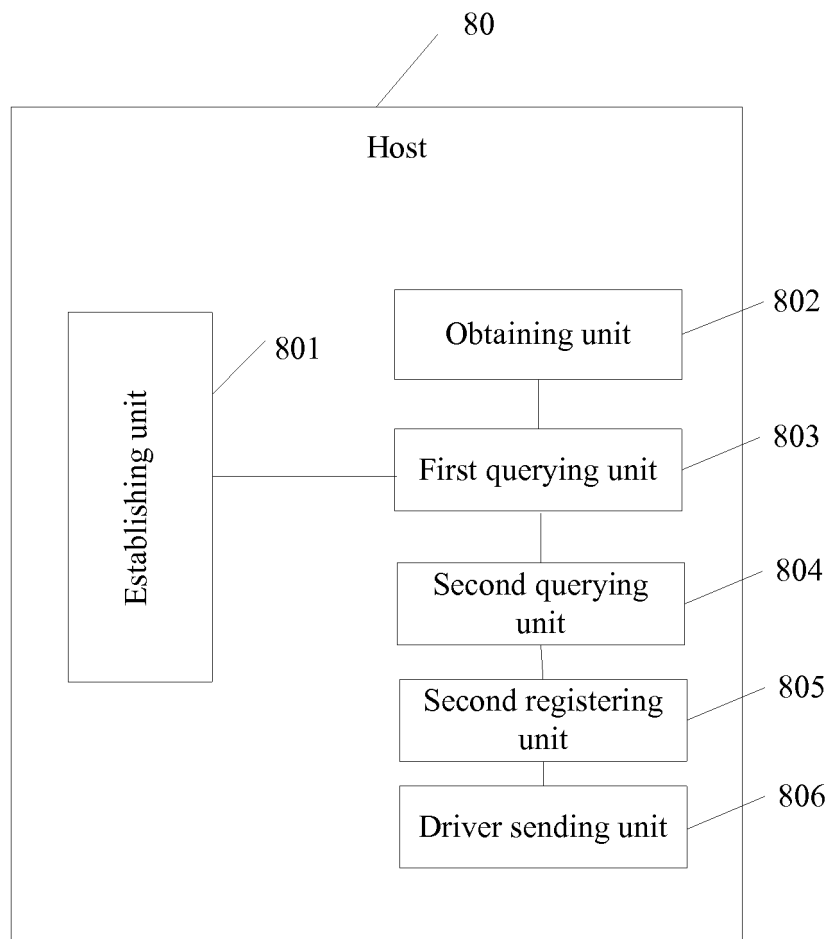 80
Host
802
Obtaining unit
801
Establishing unit
803
First querying unit
804
Second querying
unit
805
Second registering
unit
806
Driver sending unit